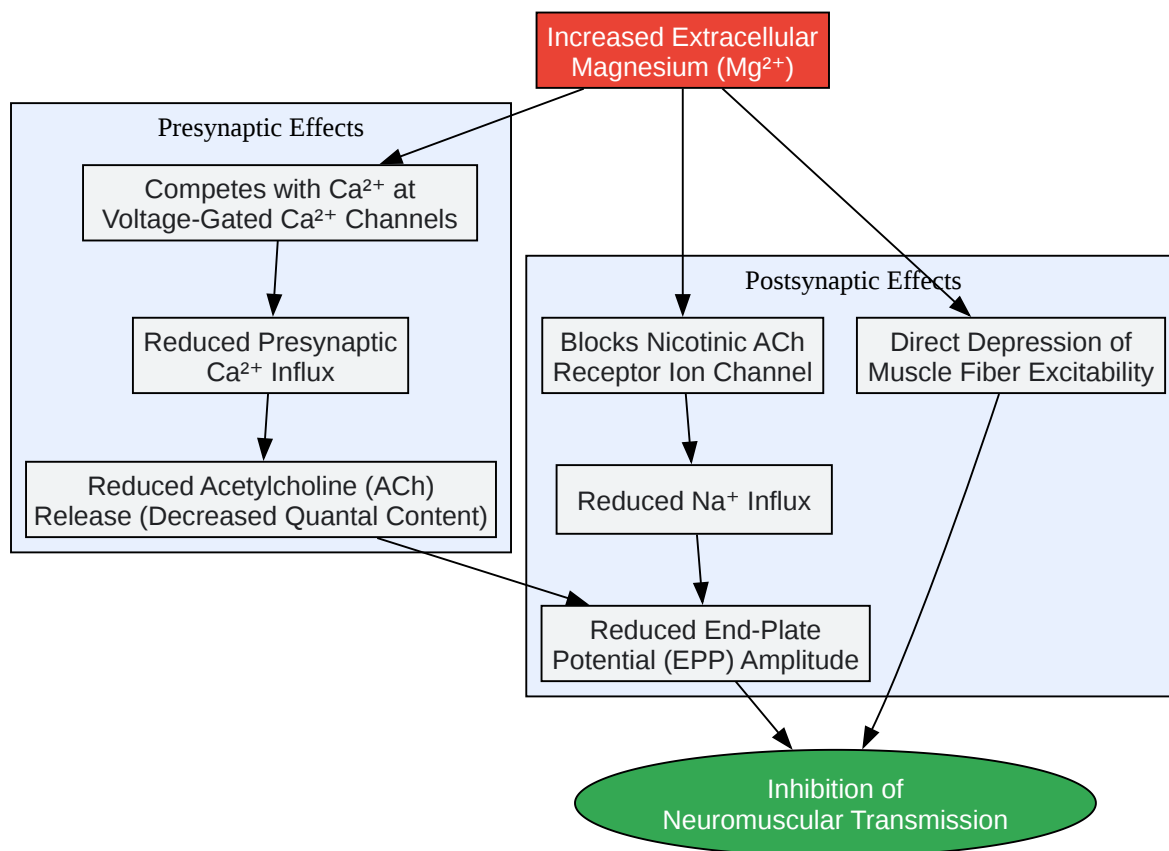 Increased Extracellular
Magnesium (Mg²⁺)
Presynaptic Effects
Competes with Ca²⁺ at
Voltage-Gated Ca²⁺ Channels
Reduced Presynaptic
Ca²⁺ Influx
Reduced Acetylcholine (ACh)
Release (Decreased Quantal Content)
Postsynaptic Effects
Blocks Nicotinic ACh
Receptor Ion Channel
Direct Depression of
Muscle Fiber Excitability
Reduced Na⁺ Influx
Reduced End-Plate
Potential (EPP) Amplitude
Inhibition of
Neuromuscular Transmission